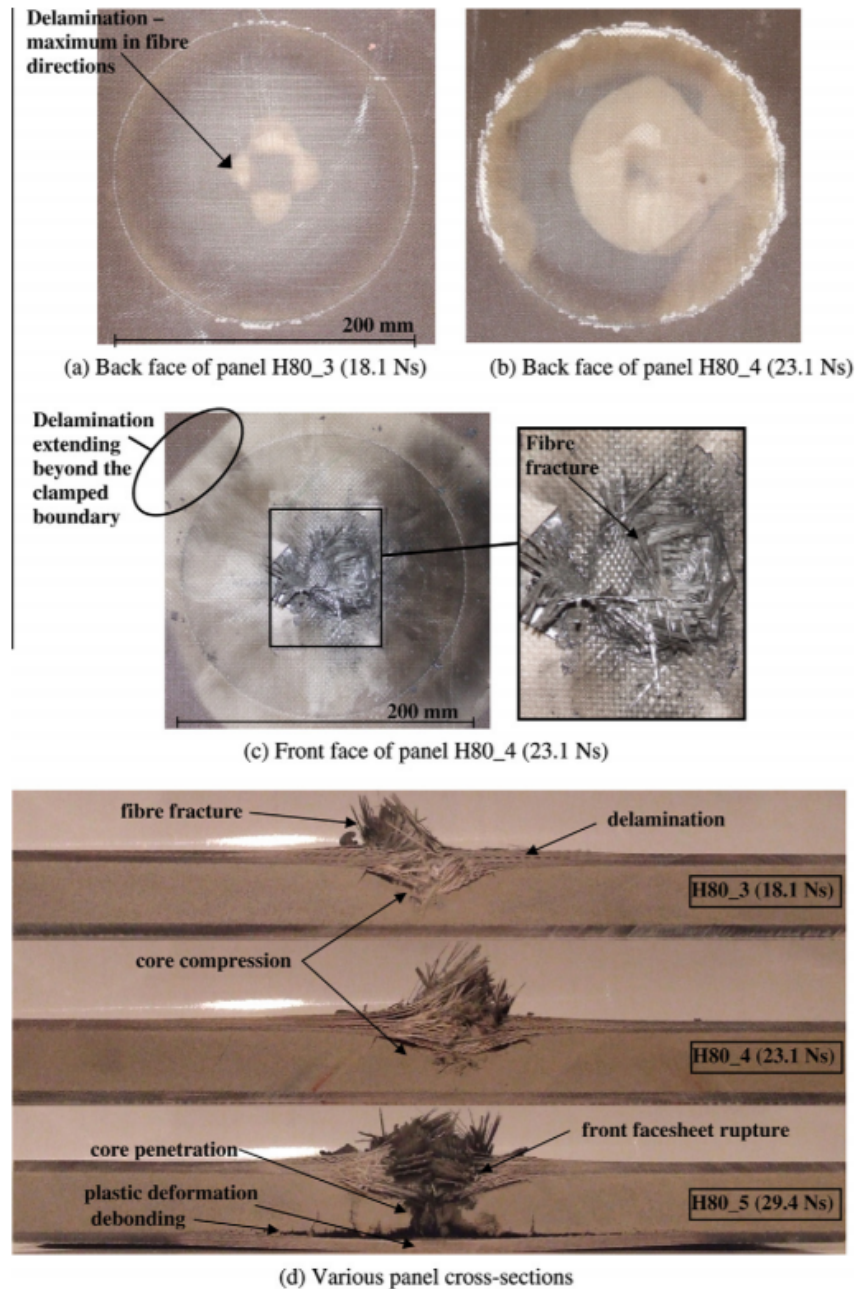 Delamination –
maximum in fibre
directions
200 mm
(a) Back face of panel H80_3 (18.1 Ns)
(b) Back face of panel H80_4 (23.1 Ns)
Delamination
extending
beyond the
clamped
boundary
Fibre
fracture
200 mm
(c) Front face of panel H80_4 (23.1 Ns)
fibre fracture
delamination
H80_3 (18.1 Ns)
core compression
H80_4 (23.1 Ns)
core penetration
front facesheet rupture
plastic deformation
H80_5 (29.4 Ns)
debonding
(d) Various panel cross-sections